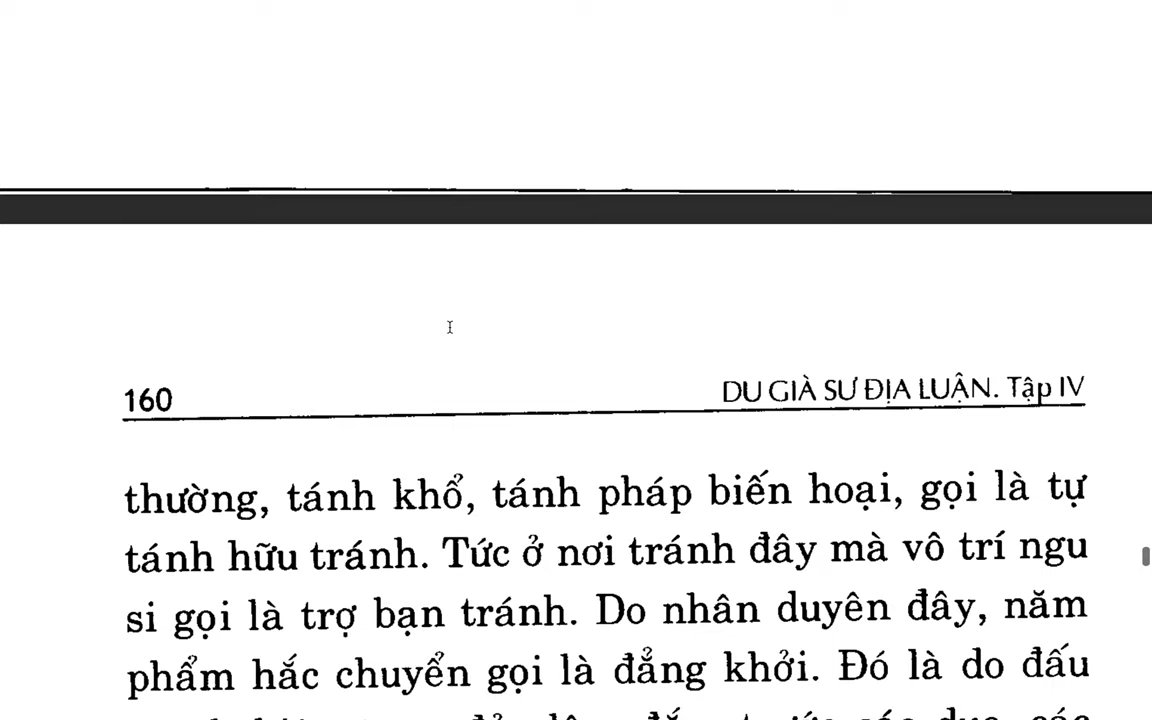 160
DU GIÀ SƯ ĐỊA LUẬN. Tập IV
thường, tánh khổ, tánh pháp biến hoại, gọi là tự
tánh hữu tránh. Tức ở nơi tránh đây mà vô trí ngu
si gọi là trợ bạn tránh. Do nhân duyên đây, năm
phẩm hắc chuyển gọi là đẳng khởi. Đó là do đấu